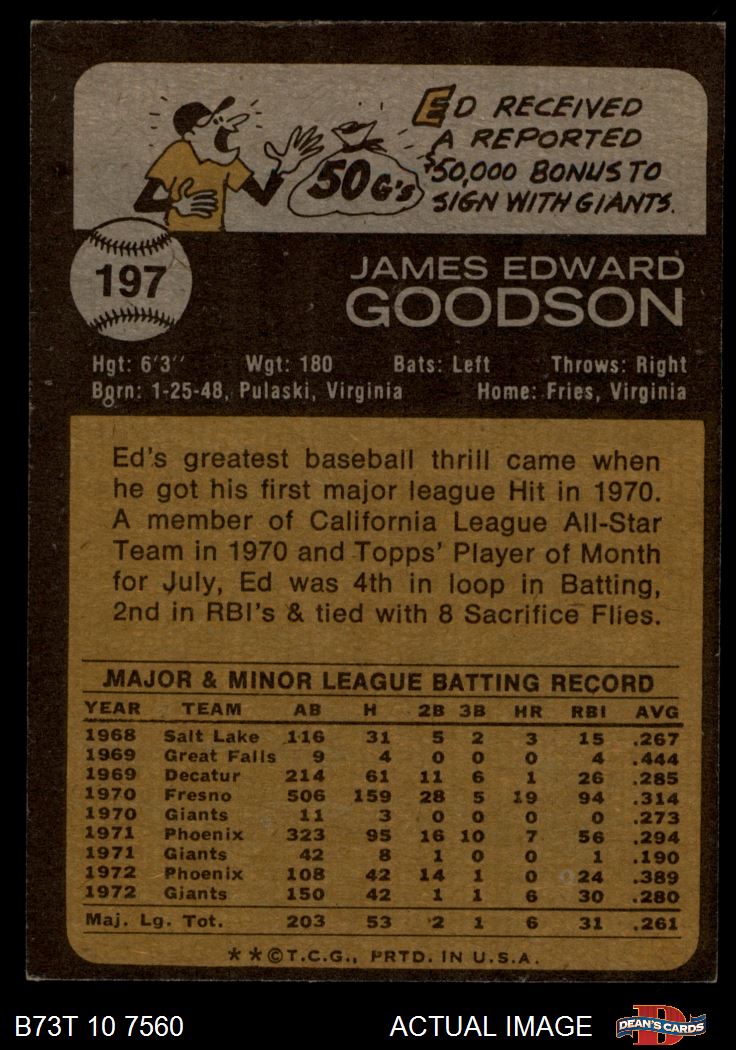 ED RECEIVED
A REPORTED
$50,000 BONUS TO
SIGN WITH GIANTS.
50 G's
197
JAMES EDWARD
GOODSON
Hgt: 6'3'' Wgt: 180 Bats: Left Throws: Right
Born: 1-25-48, Pulaski, Virginia Home: Fries, Virginia
Ed's greatest baseball thrill came when
he got his first major league Hit in 1970.
A member of California League All-Star
Team in 1970 and Topps' Player of Month
for July, Ed was 4th in loop in Batting,
2nd in RBI's & tied with 8 Sacrifice Flies.
MAJOR & MINOR LEAGUE BATTING RECORD
YEAR TEAM AB H 2B 3B HR RBI AVG
1968 Salt Lake 116 31 5 2 3 15 .267
1969 Great Falls 9 4 0 0 0 4 .444
1969 Decatur 214 61 11 6 1 26 .285
1970 Fresno 506 159 28 5 19 94 .314
1970 Giants 11 3 0 0 0 0 .273
1971 Phoenix 323 95 16 10 7 56 .294
1971 Giants 42 8 1 0 0 1 .190
1972 Phoenix 108 42 14 1 0 24 .389
1972 Giants 150 42 1 1 6 30 .280
Maj. Lg. Tot. 203 53 2 1 6 31 .261
* * © T.C.G., PRTD. IN U.S.A.
B73T 10 7560 ACTUAL IMAGE
D
DEAN'S CARDS